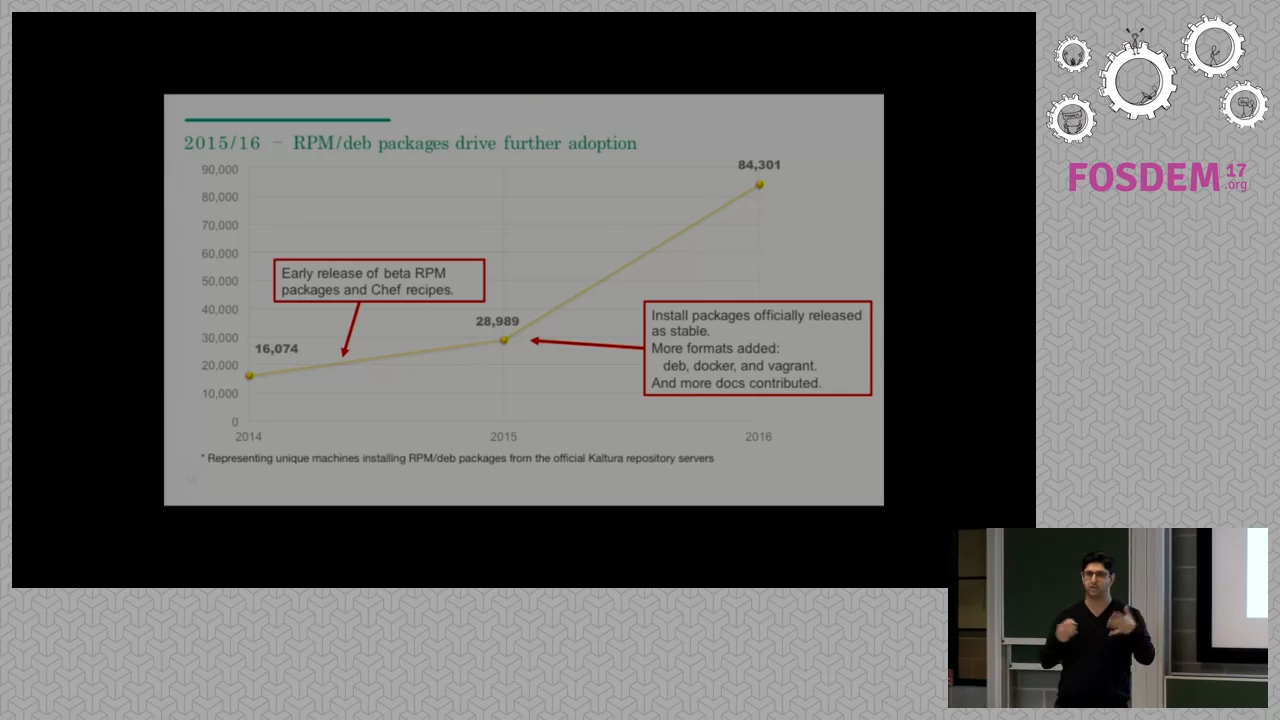 2015/16 – RPM/deb packages drive further adoption
90,000
80,000
70,000
60,000
50,000
40,000
30,000
20,000
10,000
0
84,301
Early release of beta RPM
packages and Chef recipes.
28,989
16,074
Install packages officially released
as stable.
More formats added:
deb, docker, and vagrant.
And more docs contributed.
2014
2015
2016
* Representing unique machines installing RPM/deb packages from the official Kaltura repository servers
FOSDEM 17
.org